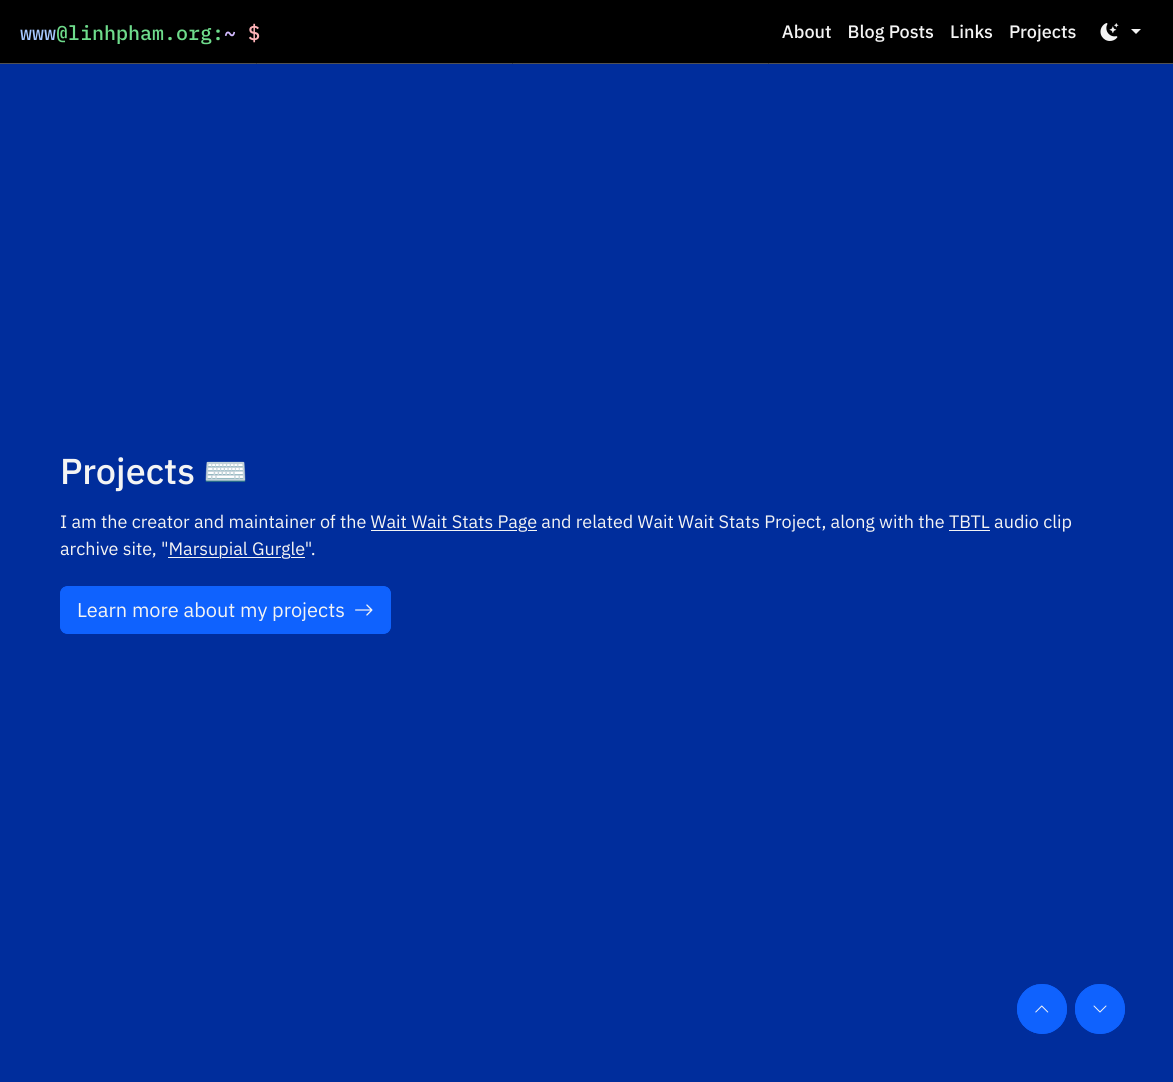 www@linhpham.org:~ $
About Blog Posts Links Projects
Projects ⌨️
I am the creator and maintainer of the Wait Wait Stats Page and related Wait Wait Stats Project, along with the TBTL audio clip
archive site, "Marsupial Gurgle".
Learn more about my projects →